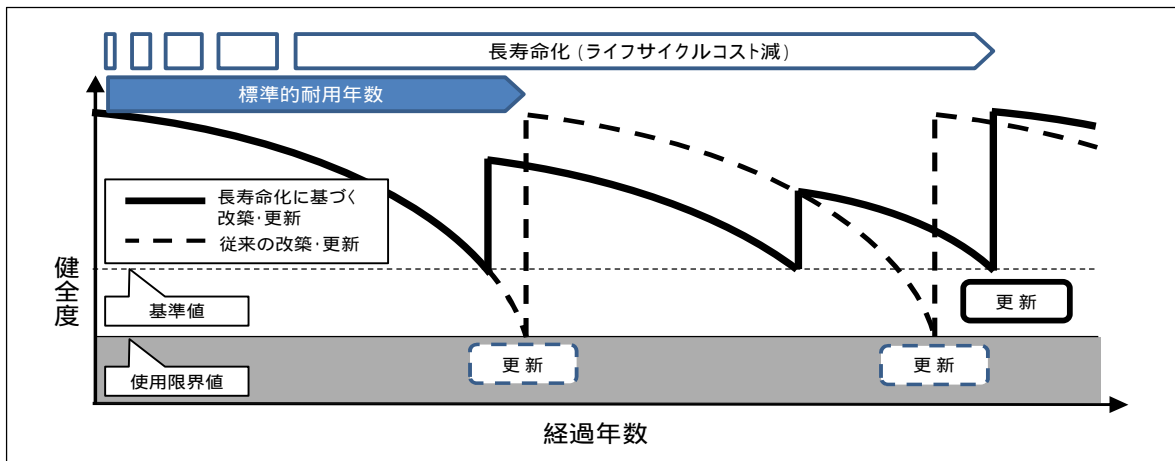 長寿命化(ライフサイクルコスト減)
標準的耐用年数
長寿命化に基づく
改築・更新
従来の改築・更新
健全度
基準値
更 新
使用限界値
更 新
更 新
経過年数